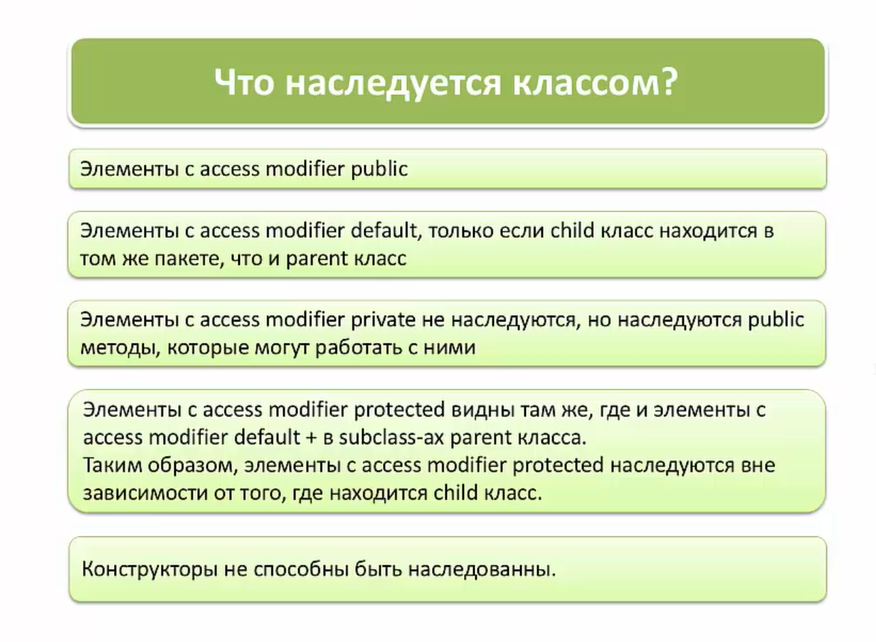 Что наследуется классом?
Элементы с access modifier public
Элементы с access modifier default, только если child класс находится в
том же пакете, что и parent класс
Элементы с access modifier private не наследуются, но наследуются public
методы, которые могут работать с ними
Элементы с access modifier protected видны там же, где и элементы с
access modifier default + в subclass-ах parent класса.
Таким образом, элементы с access modifier protected наследуются вне
зависимости от того, где находится child класс.
Конструкторы не способны быть наследованны.